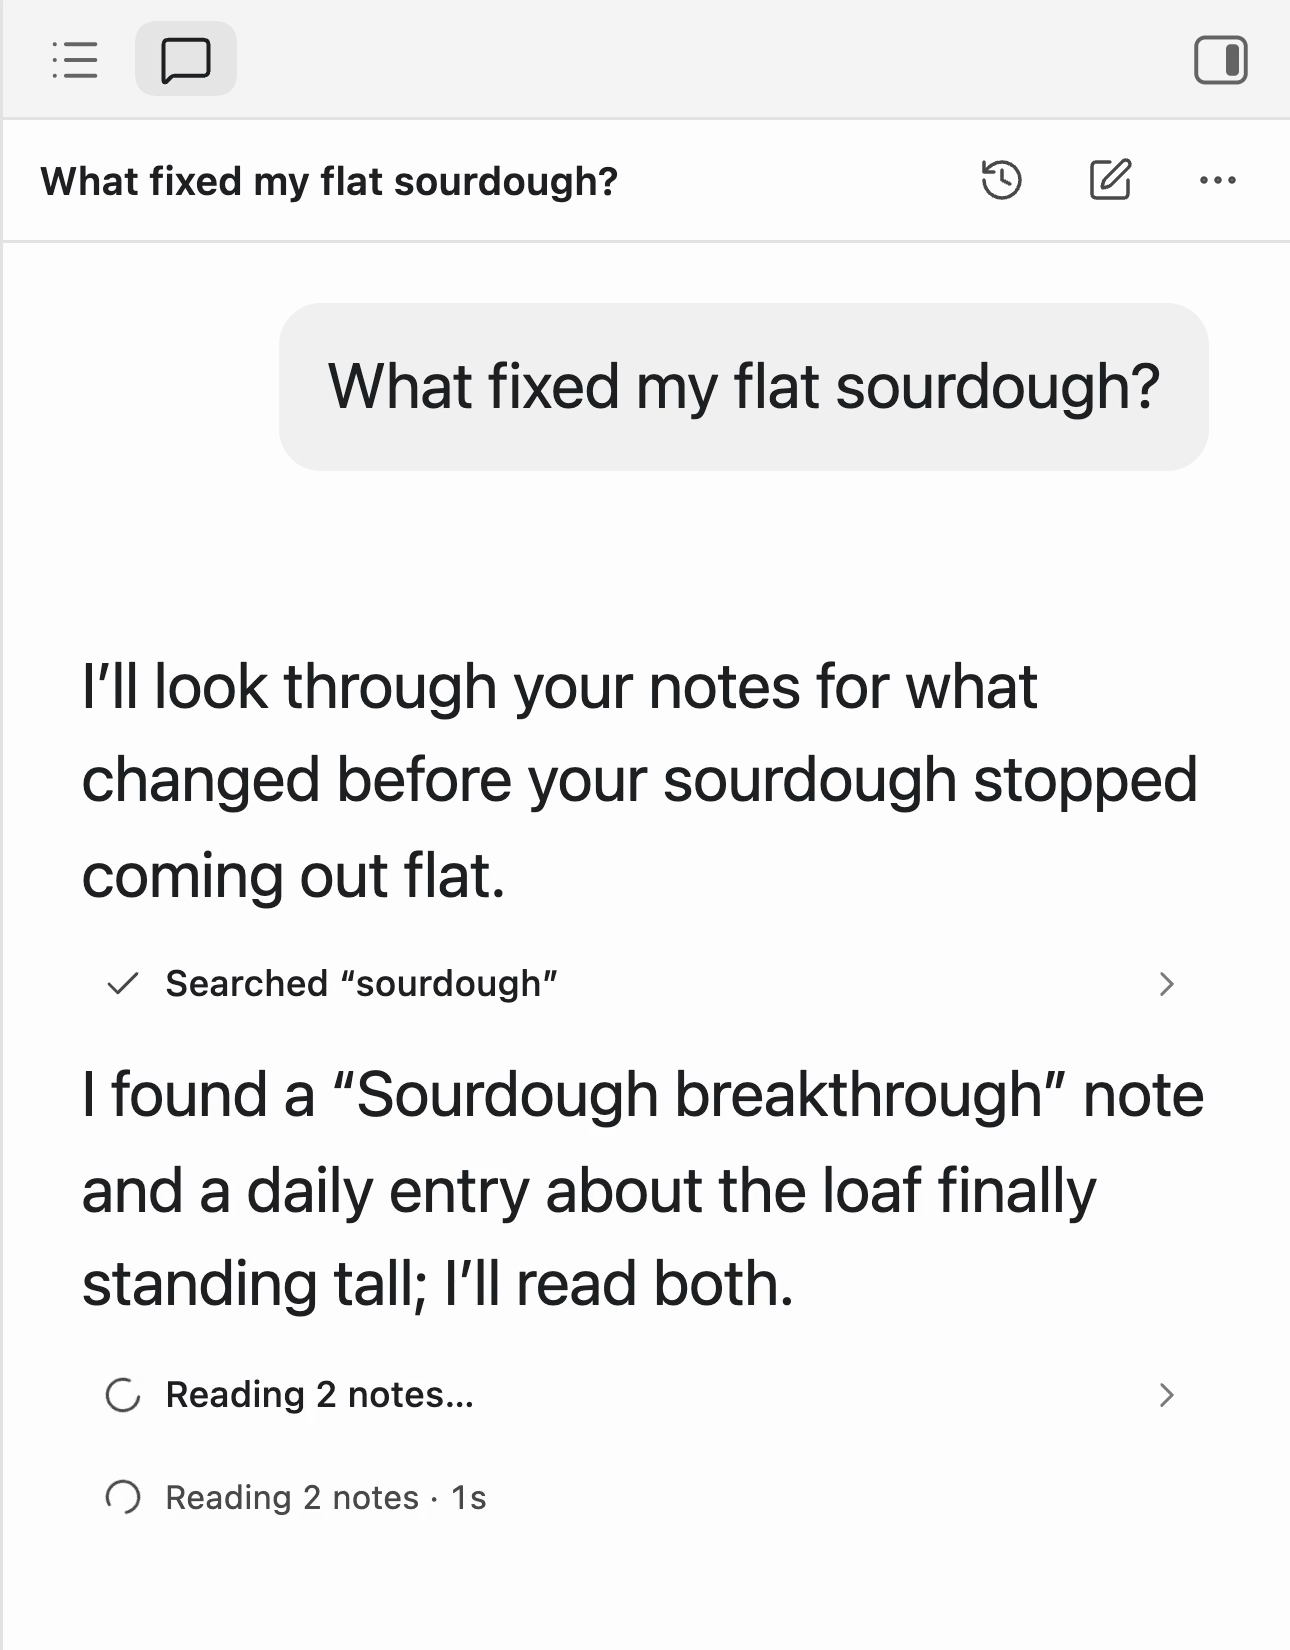 What fixed my flat sourdough?
What fixed my flat sourdough?
I’ll look through your notes for what
changed before your sourdough stopped
coming out flat.
Searched “sourdough”
I found a “Sourdough breakthrough” note
and a daily entry about the loaf finally
standing tall; I’ll read both.
Reading 2 notes...
Reading 2 notes · 1s